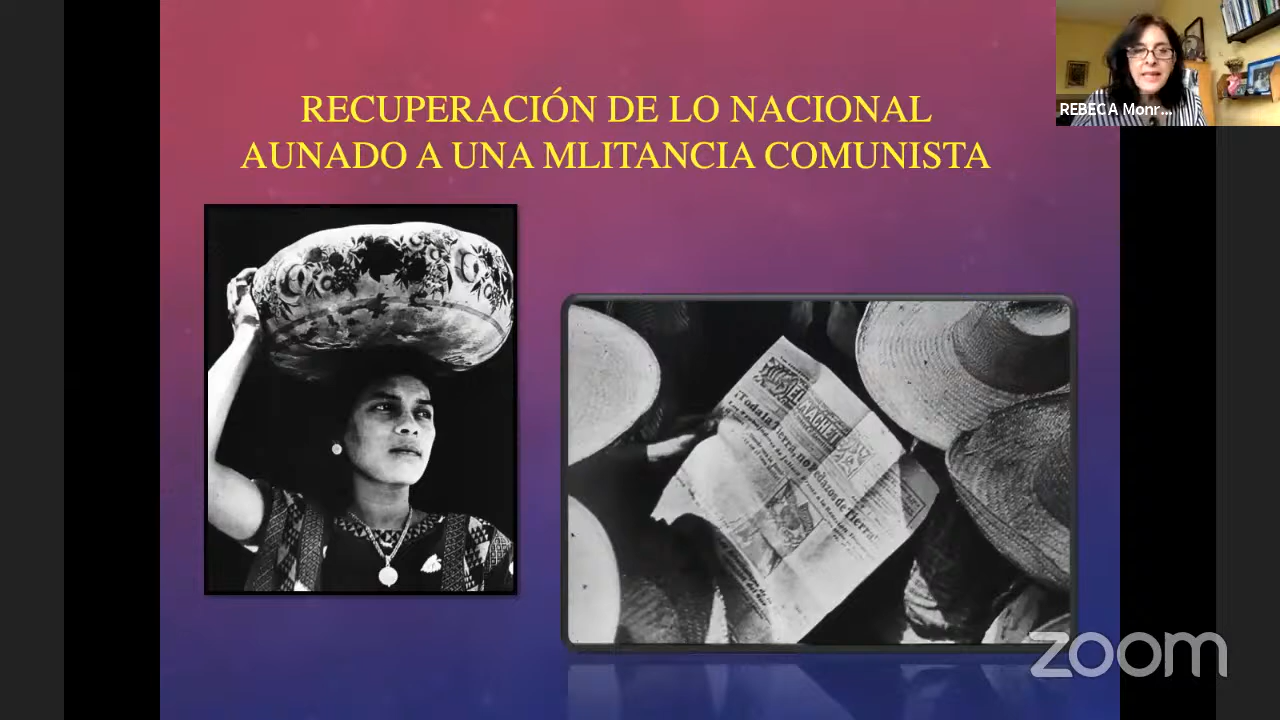 RECUPERACIÓN DE LO NACIONAL
AUNADO A UNA MLITANCIA COMUNISTA
REBECA Monr...
EL MACHETE
¡Toda la Tierra, no Pedazos de Tierra!
zoom